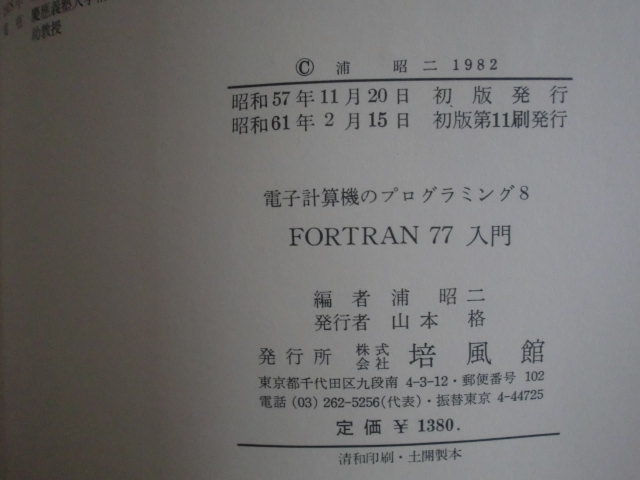 慶應義塾大学
助教授
© 浦 昭二 1982
昭和57年11月20日 初版発行
昭和61年2月15日 初版第11刷発行
電子計算機のプログラミング8
FORTRAN 77 入門
編者 浦 昭二
発行者 山本 格
発行所 株式会社 培風館
東京都千代田区九段南 4-3-12・郵便番号 102
電話 (03) 262-5256(代表)・振替東京 4-44725
定価 ¥ 1380.
清和印刷・土開製本